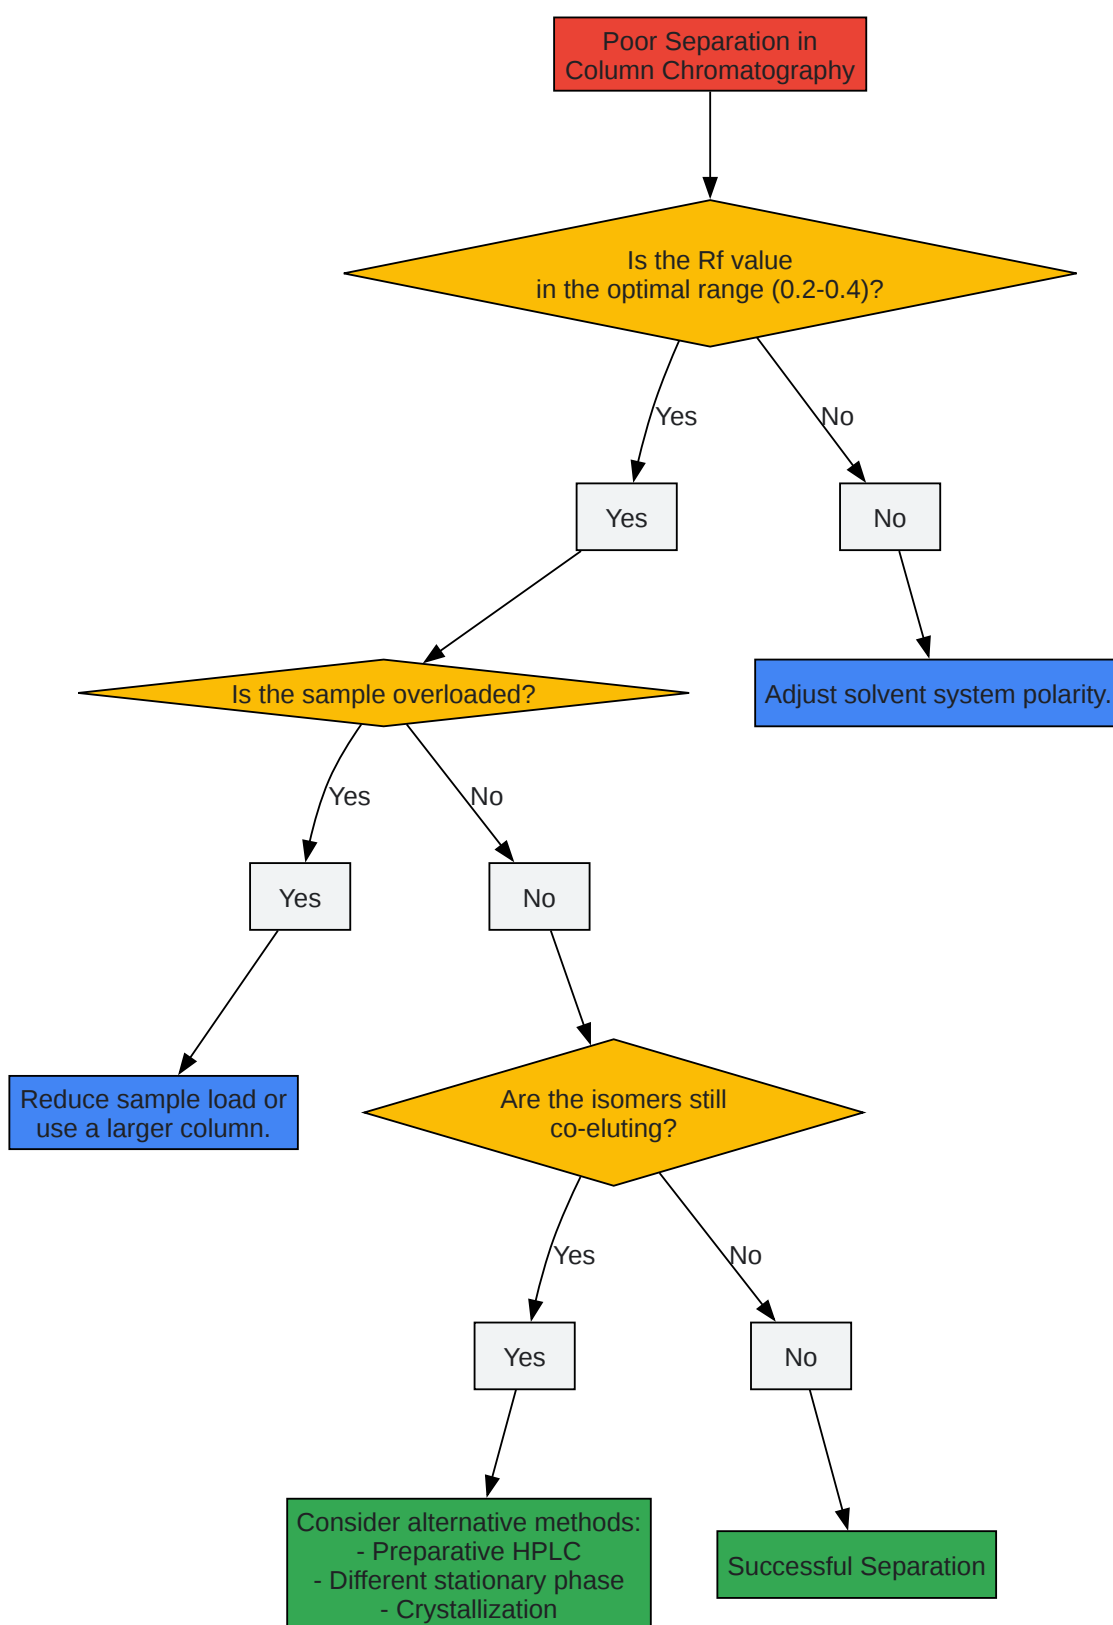 Poor Separation in
Column Chromatography
Is the Rf value
in the optimal range (0.2-0.4)?
Yes
No
Yes
No
Is the sample overloaded?
Adjust solvent system polarity.
Yes
No
Yes
No
Reduce sample load or
use a larger column.
Are the isomers still
co-eluting?
Yes
No
Yes
No
Consider alternative methods:
- Preparative HPLC
- Different stationary phase
- Crystallization
Successful Separation